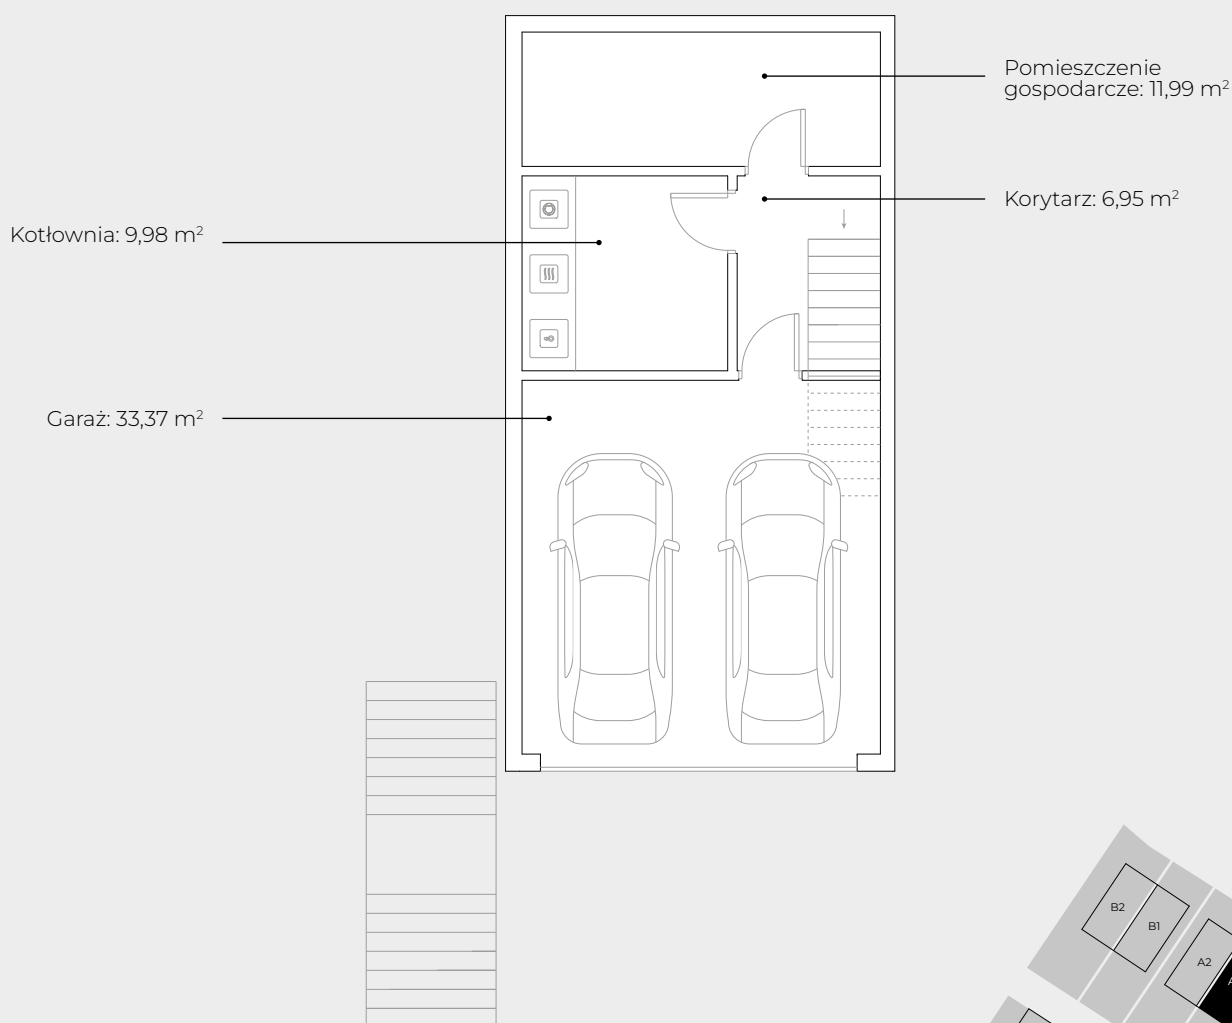 Pomieszczenie
gospodarcze: 11,99 m²
Korytarz: 6,95 m²
Kotłownia: 9,98 m²
Garaż: 33,37 m²
B2
B1
A2